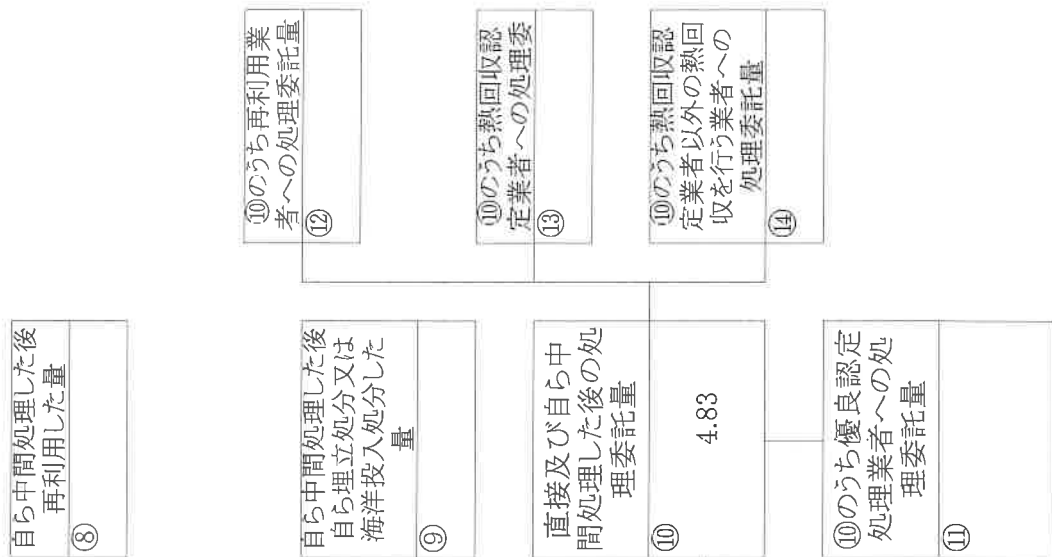 自ら中間処理した後
再利用した量
⑧
自ら中間処理した後
自ら埋立処分又は
海洋投入処分した
量
⑨
直接及び自ら中
間処理した後の処
理委託量
⑩
4.83
⑩のうち優良認定
処理業者への処
理委託量
⑪
⑩のうち再利用業
者への処理委託量
⑫
⑩のうち熱回収認
定業者への処理委
⑬
⑩のうち熱回収認
定業者以外の熱回
収を行う業者への
処理委託量
⑭